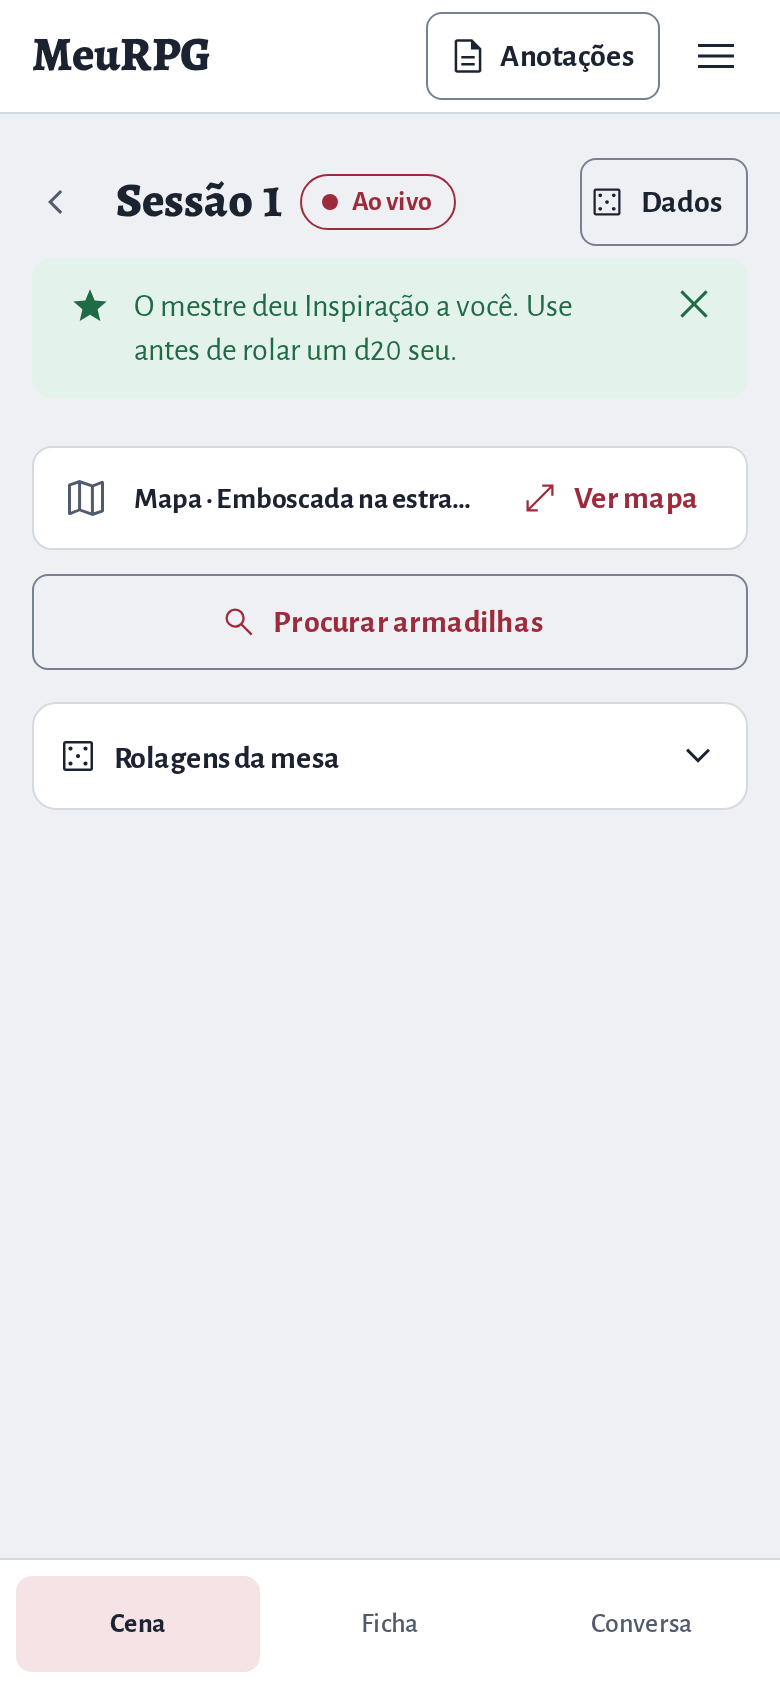 MeuRPG
Anotações
Sessão 1
Ao vivo
Dados
O mestre deu Inspiração a você. Use
antes de rolar um d20 seu.
Mapa · Emboscada na estra...
Ver mapa
Procurar armadilhas
Rolagens da mesa
Cena
Ficha
Conversa